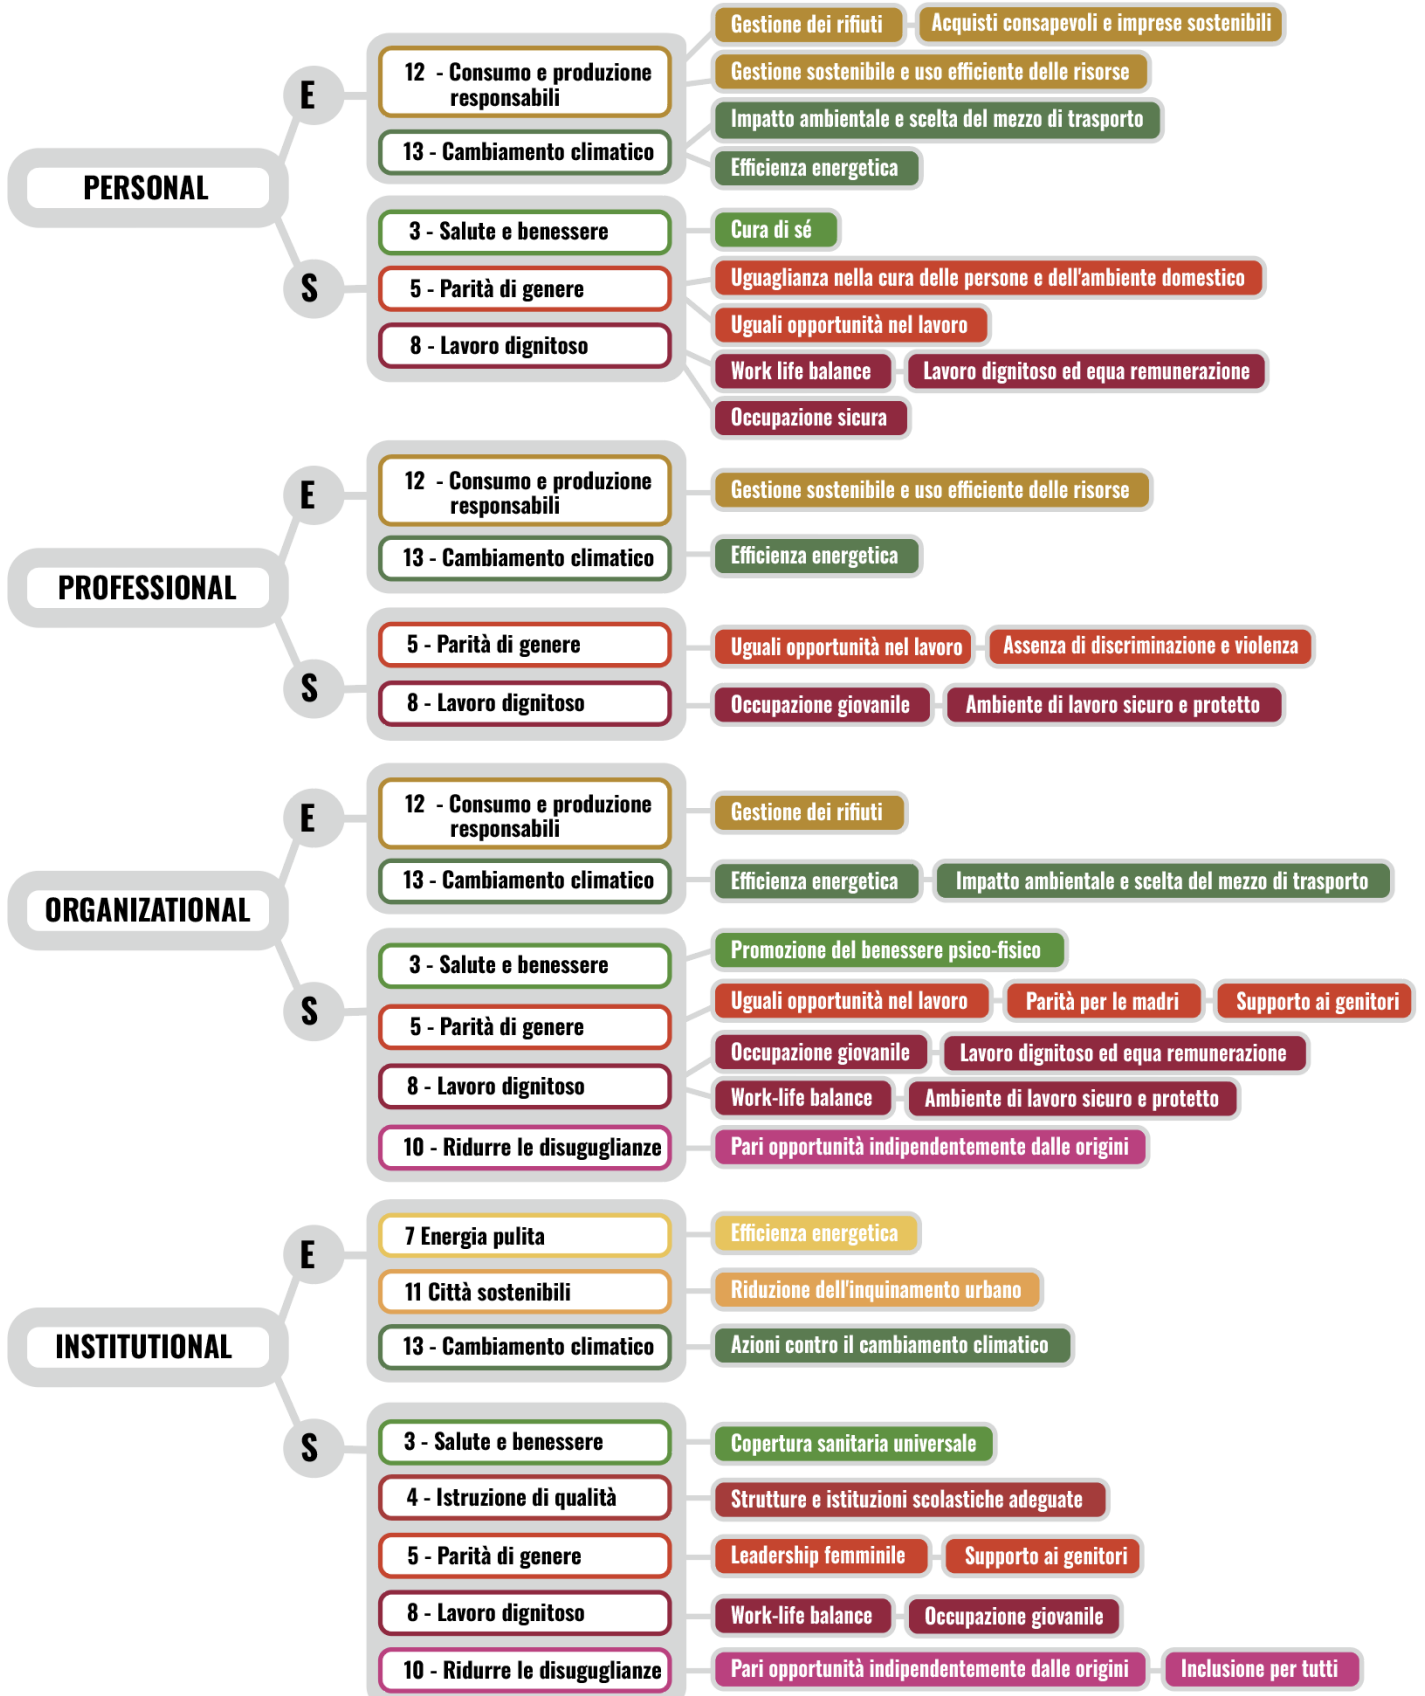 PERSONAL
E
12 - Consumo e produzione
responsabili
Gestione dei rifiuti
Acquisti consapevoli e imprese sostenibili
Gestione sostenibile e uso efficiente delle risorse
13 - Cambiamento climatico
Impatto ambientale e scelta del mezzo di trasporto
Efficienza energetica
S
3 - Salute e benessere
Cura di sé
5 - Parità di genere
Uguaglianza nella cura delle persone e dell'ambiente domestico
Uguali opportunità nel lavoro
8 - Lavoro dignitoso
Work life balance
Lavoro dignitoso ed equa remunerazione
Occupazione sicura
PROFESSIONAL
E
12 - Consumo e produzione
responsabili
Gestione sostenibile e uso efficiente delle risorse
13 - Cambiamento climatico
Efficienza energetica
S
5 - Parità di genere
Uguali opportunità nel lavoro
Assenza di discriminazione e violenza
8 - Lavoro dignitoso
Occupazione giovanile
Ambiente di lavoro sicuro e protetto
ORGANIZATIONAL
E
12 - Consumo e produzione
responsabili
Gestione dei rifiuti
13 - Cambiamento climatico
Efficienza energetica
Impatto ambientale e scelta del mezzo di trasporto
S
3 - Salute e benessere
Promozione del benessere psico-fisico
5 - Parità di genere
Uguali opportunità nel lavoro
Parità per le madri
Supporto ai genitori
8 - Lavoro dignitoso
Occupazione giovanile
Lavoro dignitoso ed equa remunerazione
Work-life balance
Ambiente di lavoro sicuro e protetto
10 - Ridurre le disuguglianze
Pari opportunità indipendentemente dalle origini
INSTITUTIONAL
E
7 Energia pulita
Efficienza energetica
11 Città sostenibili
Riduzione dell'inquinamento urbano
13 - Cambiamento climatico
Azioni contro il cambiamento climatico
S
3 - Salute e benessere
Copertura sanitaria universale
4 - Istruzione di qualità
Strutture e istituzioni scolastiche adeguate
5 - Parità di genere
Leadership femminile
Supporto ai genitori
8 - Lavoro dignitoso
Work-life balance
Occupazione giovanile
10 - Ridurre le disuguglianze
Pari opportunità indipendentemente dalle origini
Inclusione per tutti